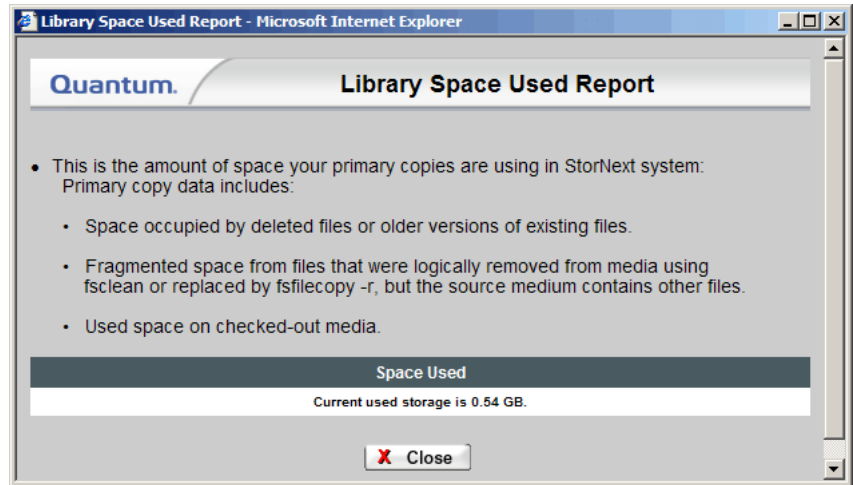 Library Space Used Report - Microsoft Internet Explorer
Quantum.
Library Space Used Report
• This is the amount of space your primary copies are using in StorNext system:
Primary copy data includes:
• Space occupied by deleted files or older versions of existing files.
• Fragmented space from files that were logically removed from media using
fsclean or replaced by fsfilecopy -r, but the source medium contains other files.
• Used space on checked-out media.
Space Used
Current used storage is 0.54 GB.
X Close